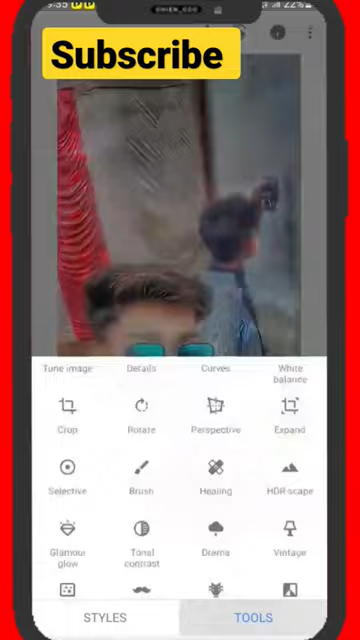 Subscribe
Tune image Details Curves White balance
Crop Rotate Perspective Expand
Selective Brush Healing HDR-scape
Glamour glow Tonal contrast Drama Vintage
STYLES TOOLS